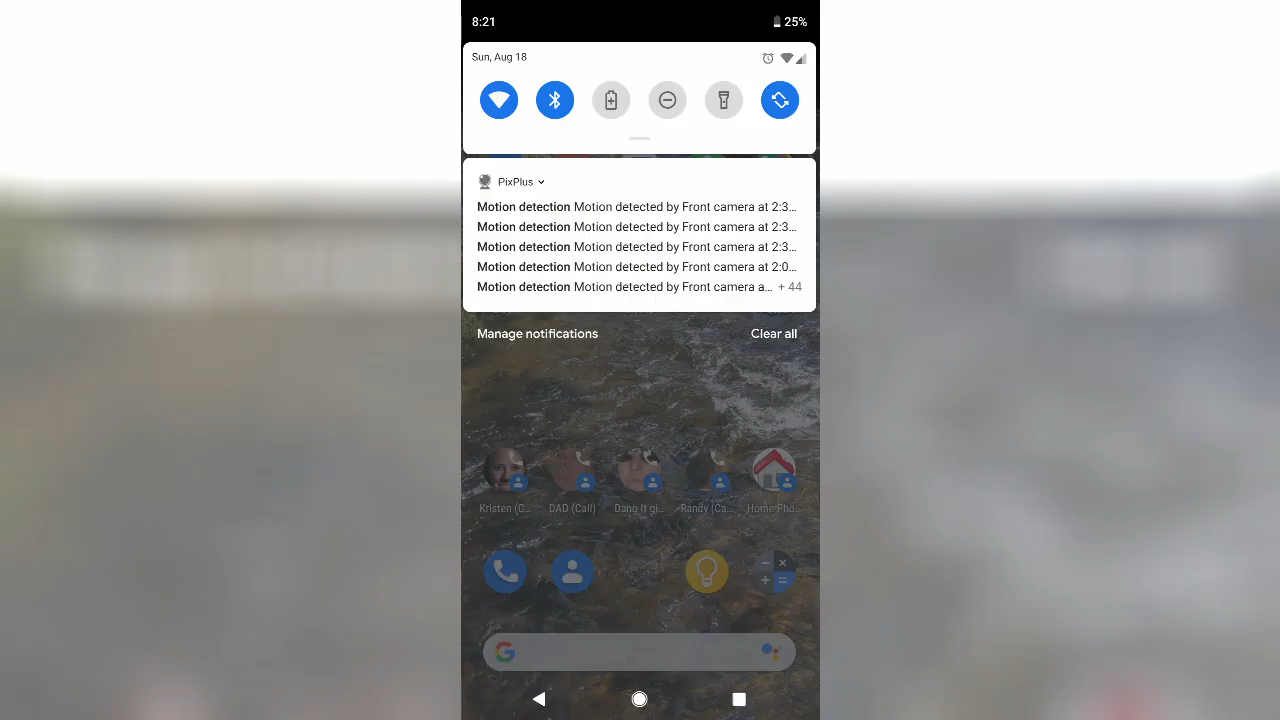 8:21
25%
Sun, Aug 18
PixPlus
Motion detection Motion detected by Front camera at 2:3...
Motion detection Motion detected by Front camera at 2:3...
Motion detection Motion detected by Front camera at 2:3...
Motion detection Motion detected by Front camera at 2:0...
Motion detection Motion detected by Front camera a... + 44
Manage notifications
Clear all
Kristen (C...
DAD (Call)
Dang It gi...
Randy (Ca...
Home Pho...